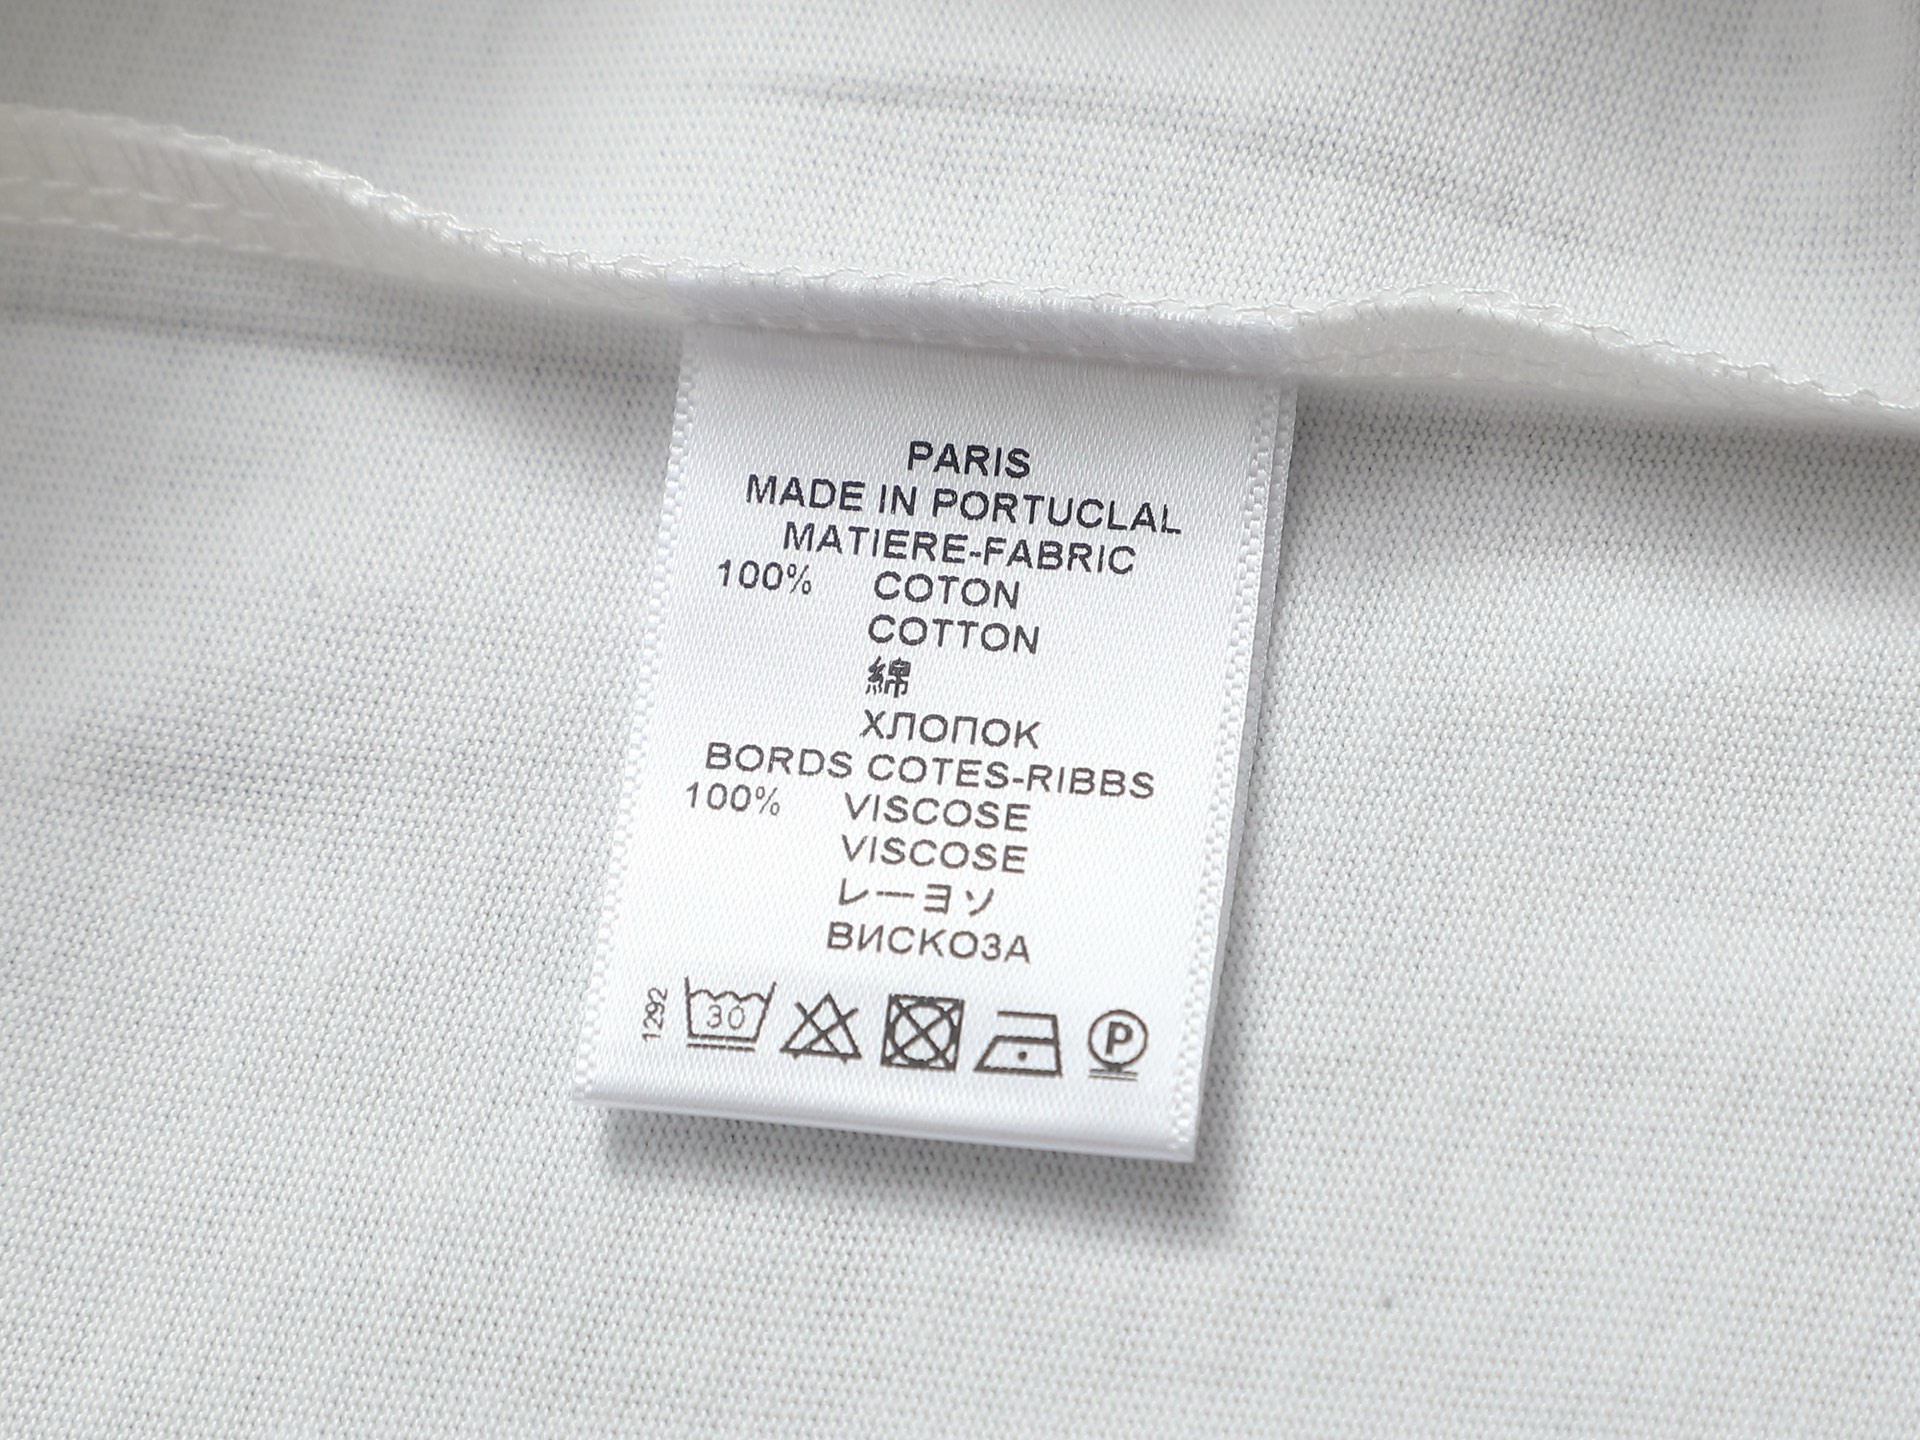 PARIS
MADE IN PORTUCLAL
MATIERE-FABRIC
100% COTON
COTTON
綿
ХЛОПОК
BORDS COTES-RIBBS
100% VISCOSE
VISCOSE
レーヨソ
ВИСКОЗА
1292
30
P